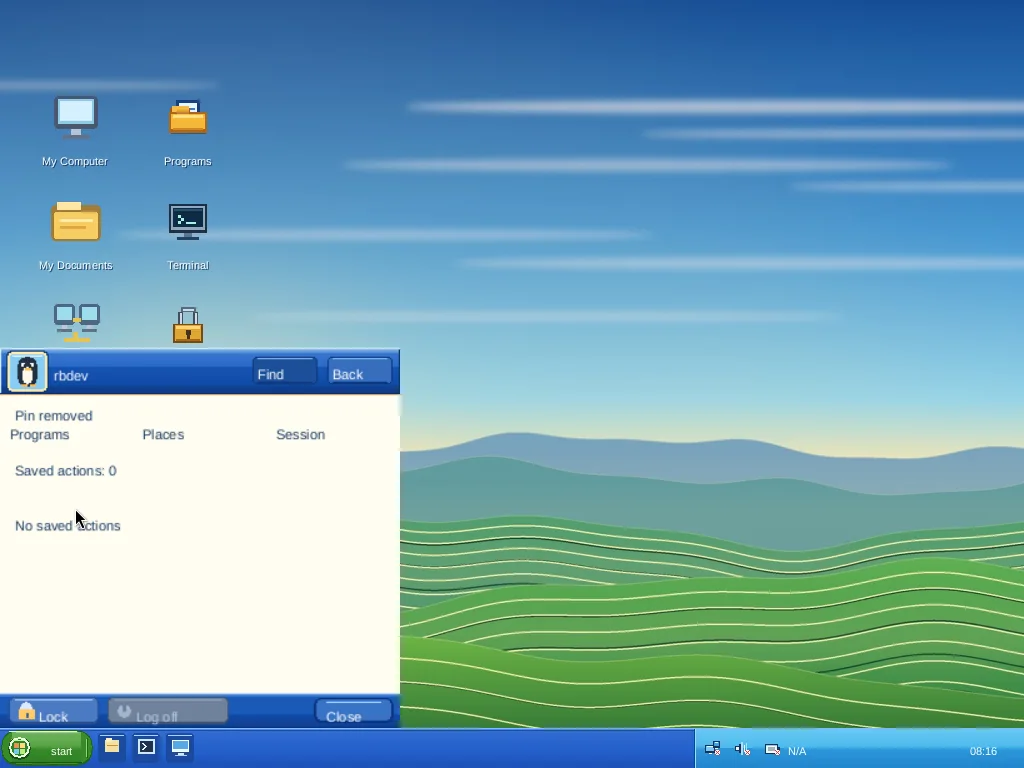 My Computer
Programs
My Documents
Terminal
rbdev
Find
Back
Pin removed
Programs
Places
Session
Saved actions: 0
No saved actions
Lock
Log off
Close
start
N/A
08:16